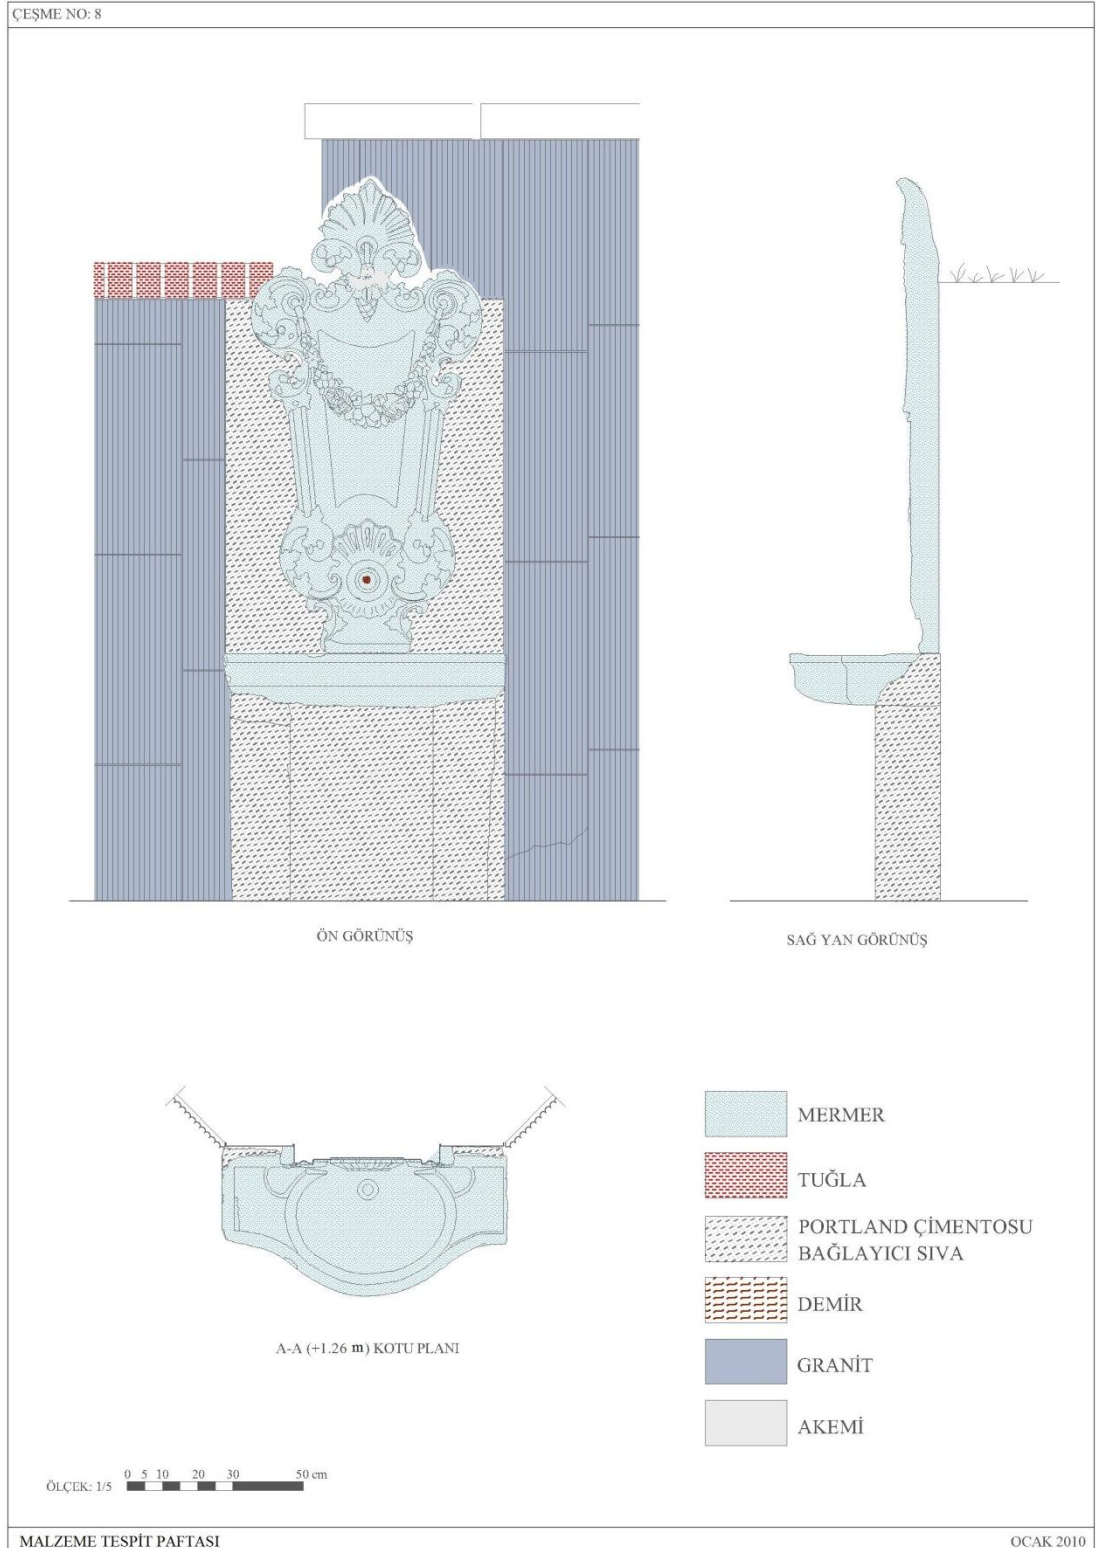 ÇEŞME NO: 8
ÖN GÖRÜNÜŞ
SAĞ YAN GÖRÜNÜŞ
MERMER
TUĞLA
PORTLAND ÇİMENTOSU
BAĞLAYICI SIVA
DEMİR
GRANİT
AKEMİ
A-A (+1.26 m) KOTU PLANI
ÖLÇEK: 1/5
0 5 10 20 30 50 cm
MALZEME TESPİT PAFTASI
OCAK 2010